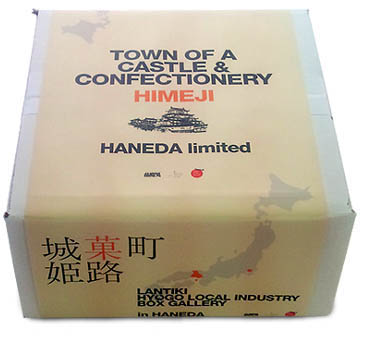 TOWN OF A
CASTLE &
CONFECTIONERY
HIMEJI
HANEDA limited
城菓町
姫路
LANTIKI
HYOGO LOCAL INDUSTRY
BOX GALLERY
in HANEDA